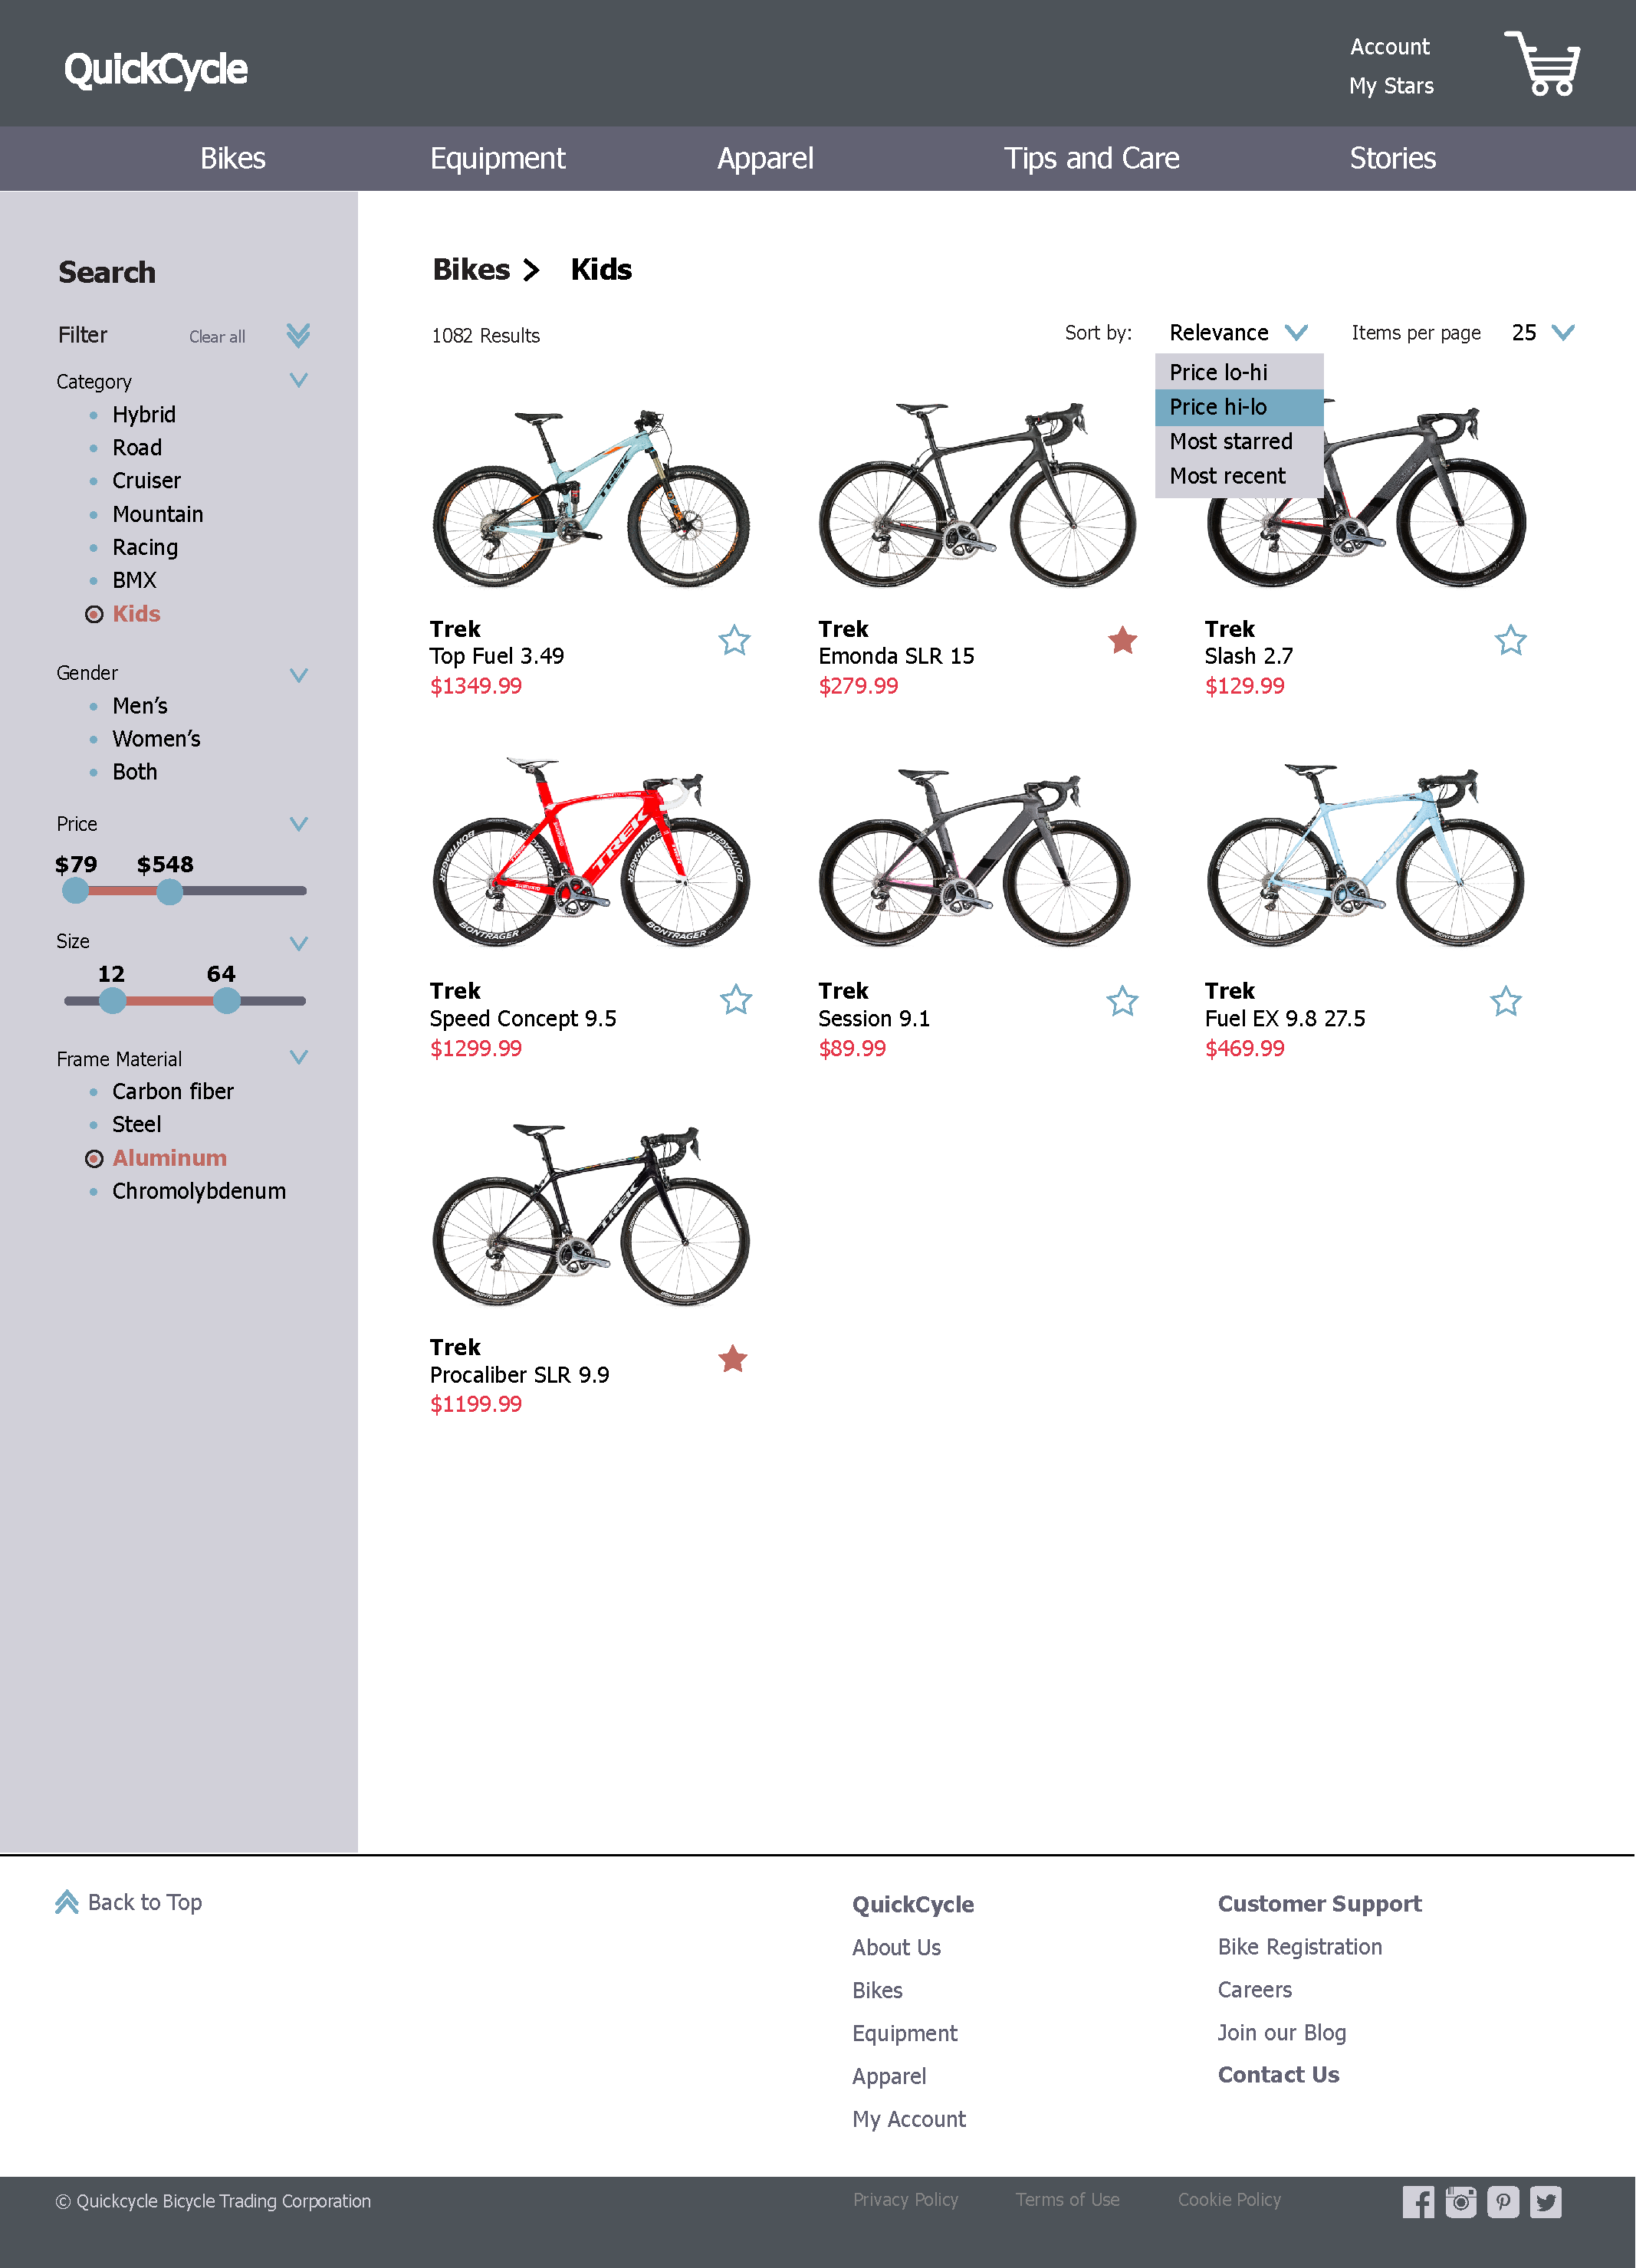 QuickCycle
Account
My Stars
Bikes Equipment Apparel Tips and Care Stories
Search
Filter Clear all
Category
Hybrid
Road
Cruiser
Mountain
Racing
BMX
Kids
Gender
Men’s
Women’s
Both
Price
$79 $548
Size
12 64
Frame Material
Carbon fiber
Steel
Aluminum
Chromolybdenum
Bikes > Kids
1082 Results
Sort by: Relevance Items per page 25
Price lo-hi
Price hi-lo
Most starred
Most recent
TREK
Trek
Top Fuel 3.49
$1349.99
Trek
Emonda SLR 15
$279.99
Trek
Slash 2.7
$129.99
TREK
BONTRAGER
BONTRAGER
Trek
Speed Concept 9.5
$1299.99
Trek
Session 9.1
$89.99
Trek
Fuel EX 9.8 27.5
$469.99
TREK
Trek
Procaliber SLR 9.9
$1199.99
Back to Top
QuickCycle
About Us
Bikes
Equipment
Apparel
My Account
Customer Support
Bike Registration
Careers
Join our Blog
Contact Us
© Quickcycle Bicycle Trading Corporation
Privacy Policy Terms of Use Cookie Policy